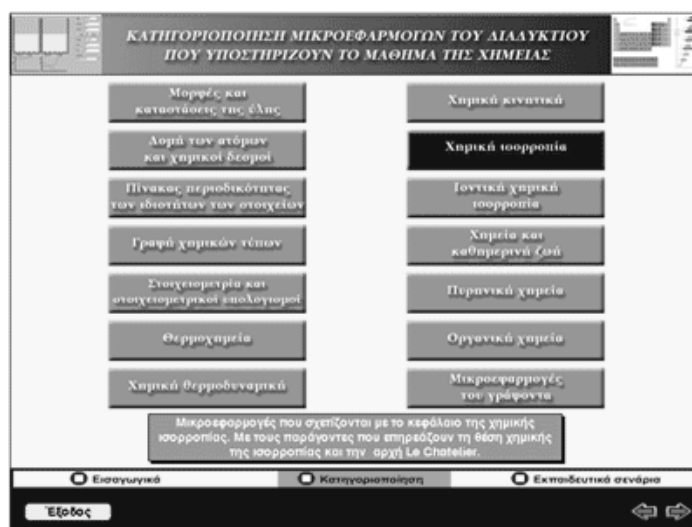 ΚΑΤΗΓΟΡΙΟΠΟΙΗΣΗ ΜΙΚΡΟΕΦΑΡΜΟΓΩΝ ΤΟΥ ΔΙΑΔΥΚΤΙΟΥ
ΠΟΥ ΥΠΟΣΤΗΡΙΖΟΥΝ ΤΟ ΜΑΘΗΜΑ ΤΗΣ ΧΗΜΕΙΑΣ
Μορφές και
καταστάσεις της ύλης
Δομή των ατόμων
και χημικοί δεσμοί
Πίνακας περιοδικότητας
των ιδιοτήτων των στοιχείων
Γραφή χημικών τύπων
Στοιχειομετρία και
στοιχειομετρικοί υπολογισμοί
Θερμοχημεία
Χημική θερμοδυναμική
Χημική κινητική
Χημική ισορροπία
Ιοντική χημική
ισορροπία
Χημεία και
καθημερινή ζωή
Πυρηνική χημεία
Οργανική χημεία
Μικροεφαρμογές
του γράφοντα
Μικροεφαρμογές που σχετίζονται με το κεφάλαιο της χημικής
ισορροπίας. Με τους παράγοντες που επηρεάζουν τη θέση χημικής
της ισορροπίας και την αρχή Le Chatelier.
Εισαγωγικά
Κατηγοριοποίηση
Εκπαιδευτικά σενάρια
Έξοδος